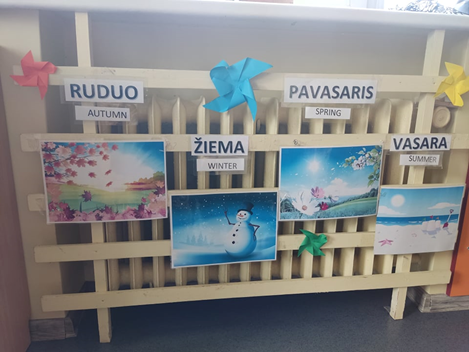 RUDUO
AUTUMN
ŽIEMA
WINTER
PAVASARIS
SPRING
VASARA
SUMMER